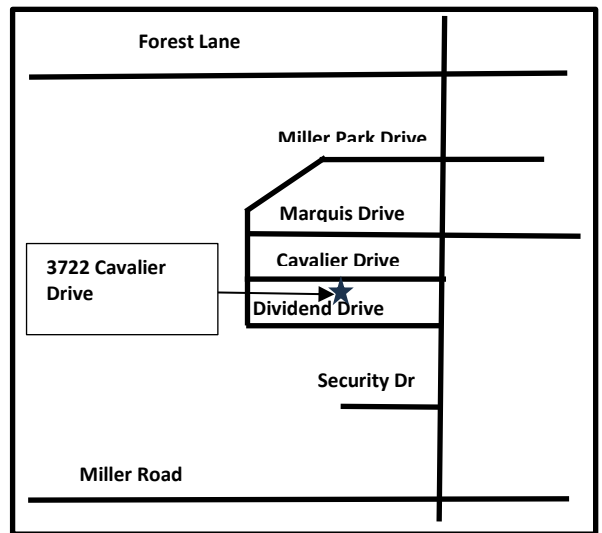 Forest Lane
Miller Park Drive
Marquis Drive
Cavalier Drive
3722 Cavalier
Drive
Dividend Drive
Security Dr
Miller Road